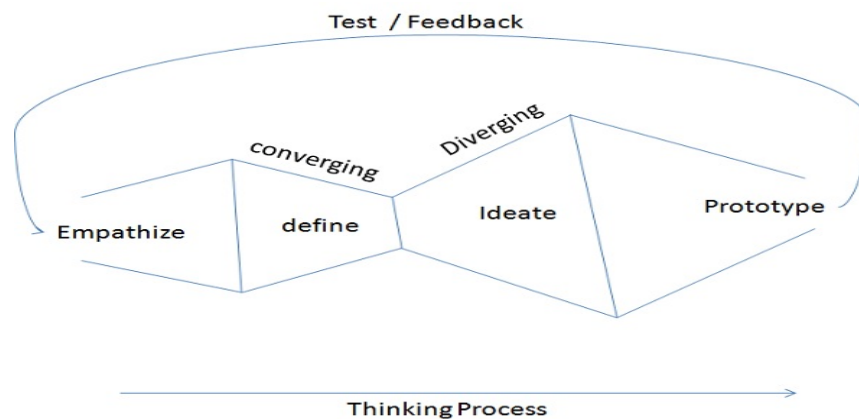 Test / Feedback
converging
Diverging
Empathize
define
Ideate
Prototype
Thinking Process